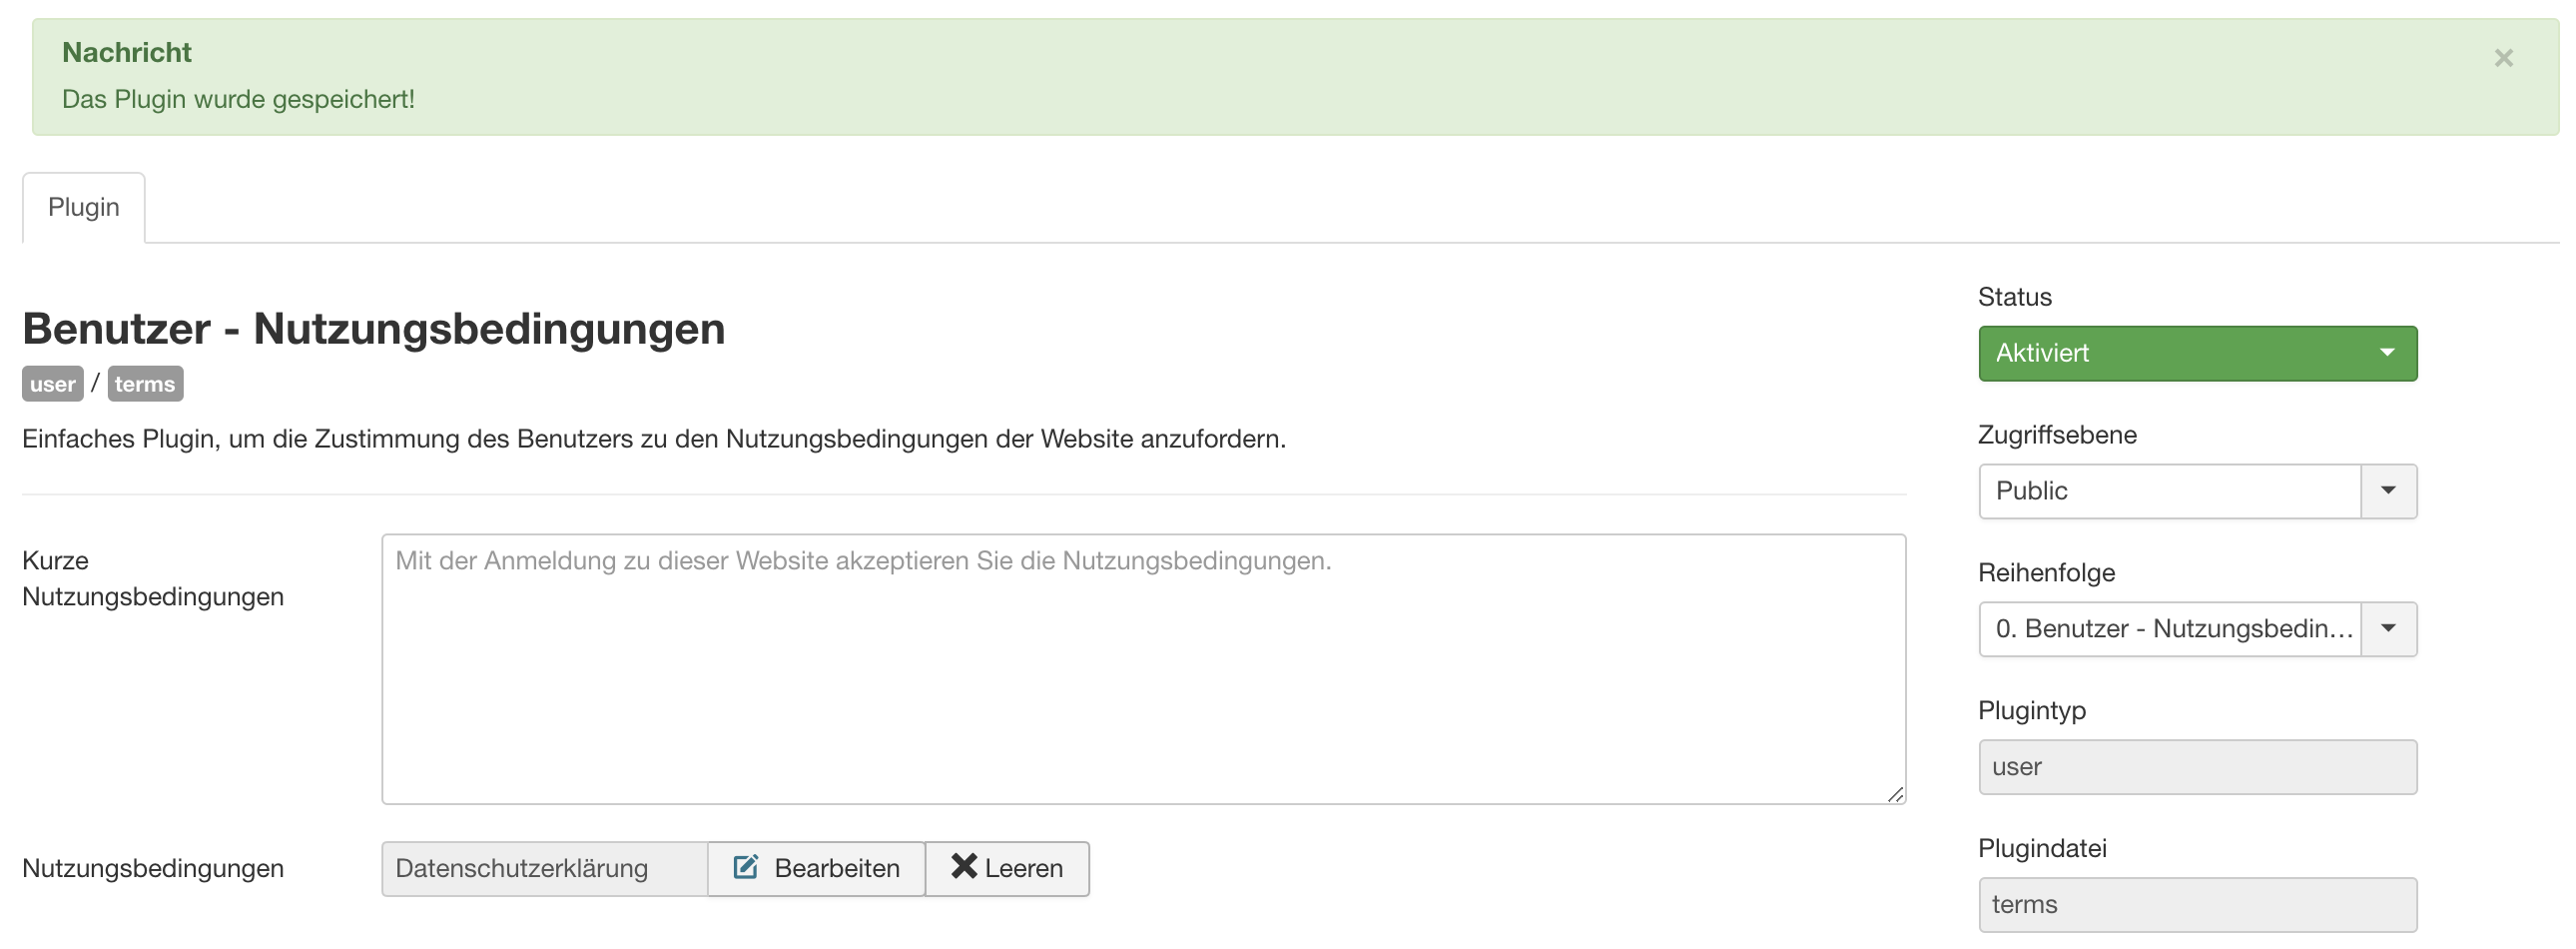 Nachricht
Das Plugin wurde gespeichert!
×
Plugin
Benutzer - Nutzungsbedingungen
user / terms
Einfaches Plugin, um die Zustimmung des Benutzers zu den Nutzungsbedingungen der Website anzufordern.
Kurze
Nutzungsbedingungen
Mit der Anmeldung zu dieser Website akzeptieren Sie die Nutzungsbedingungen.
Nutzungsbedingungen
Datenschutzerklärung
Bearbeiten
Leeren
Status
Aktiviert
Zugriffsebene
Public
Reihenfolge
0. Benutzer - Nutzungsbedin...
Plugintyp
user
Plugindatei
terms